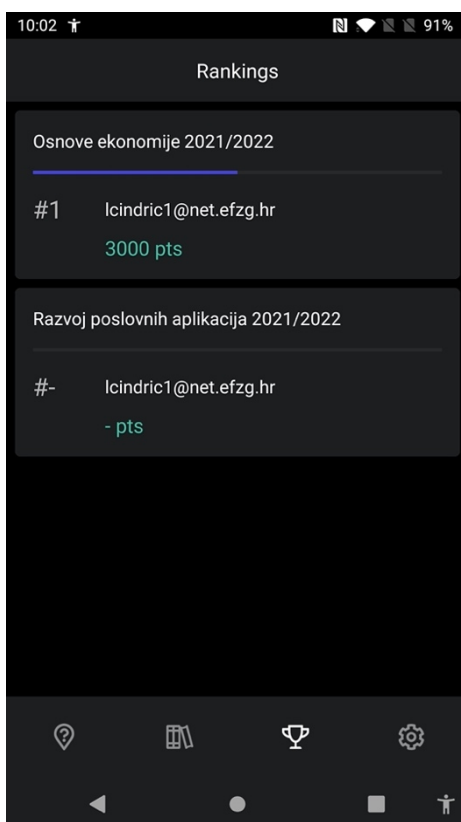 10:02
91%
Rankings
Osnove ekonomije 2021/2022
#1 lcindric1@net.efzg.hr
3000 pts
Razvoj poslovnih aplikacija 2021/2022
#- lcindric1@net.efzg.hr
- pts